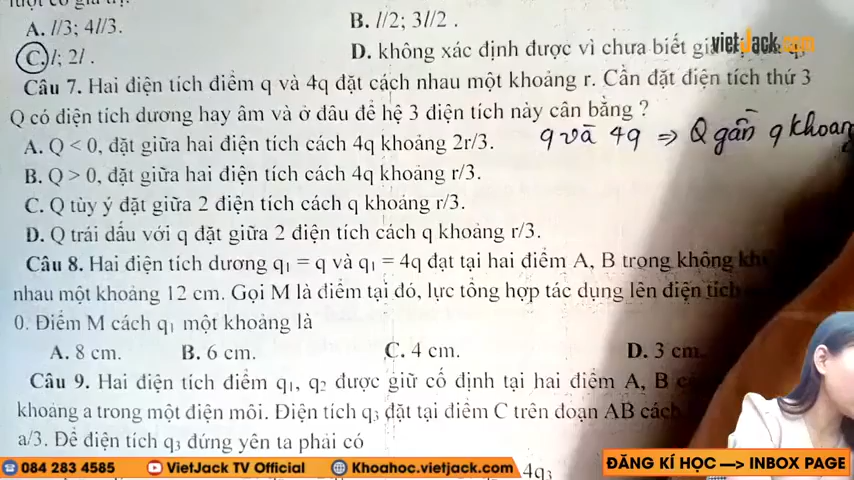 A. l/3; 4l/3.
B. l/2; 3l/2 .
C. l; 2l .
D. không xác định được vì chưa biết
vietJack.com
Câu 7. Hai điện tích điểm q và 4q đặt cách nhau một khoảng r. Cần đặt điện tích thứ 3
Q có điện tích dương hay âm và ở đâu để hệ 3 điện tích này cân bằng ?
A. Q < 0, đặt giữa hai điện tích cách 4q khoảng 2r/3.
q và 4q ⇒ Q gần q khoảng
B. Q > 0, đặt giữa hai điện tích cách 4q khoảng r/3.
C. Q tùy ý đặt giữa 2 điện tích cách q khoảng r/3.
D. Q trái dấu với q đặt giữa 2 điện tích cách q khoảng r/3.
Câu 8. Hai điện tích dương q₁ = q và q₁ = 4q đạt tại hai điểm A, B trong không
nhau một khoảng 12 cm. Gọi M là điểm tại đó, lực tổng hợp tác dụng lên điện tích
0. Điểm M cách q₁ một khoảng là
A. 8 cm.
B. 6 cm.
C. 4 cm.
D. 3 cm.
Câu 9. Hai điện tích điểm q₁, q₂ được giữ cố định tại hai điểm A, B
khoảng a trong một điện môi. Điện tích q₃ đặt tại điểm C trên đoạn AB cách
a/3. Để điện tích q₃ đứng yên ta phải có
4q₃
084 283 4585
VietJack TV Official
Khoahoc.vietjack.com
ĐĂNG KÍ HỌC —> INBOX PAGE